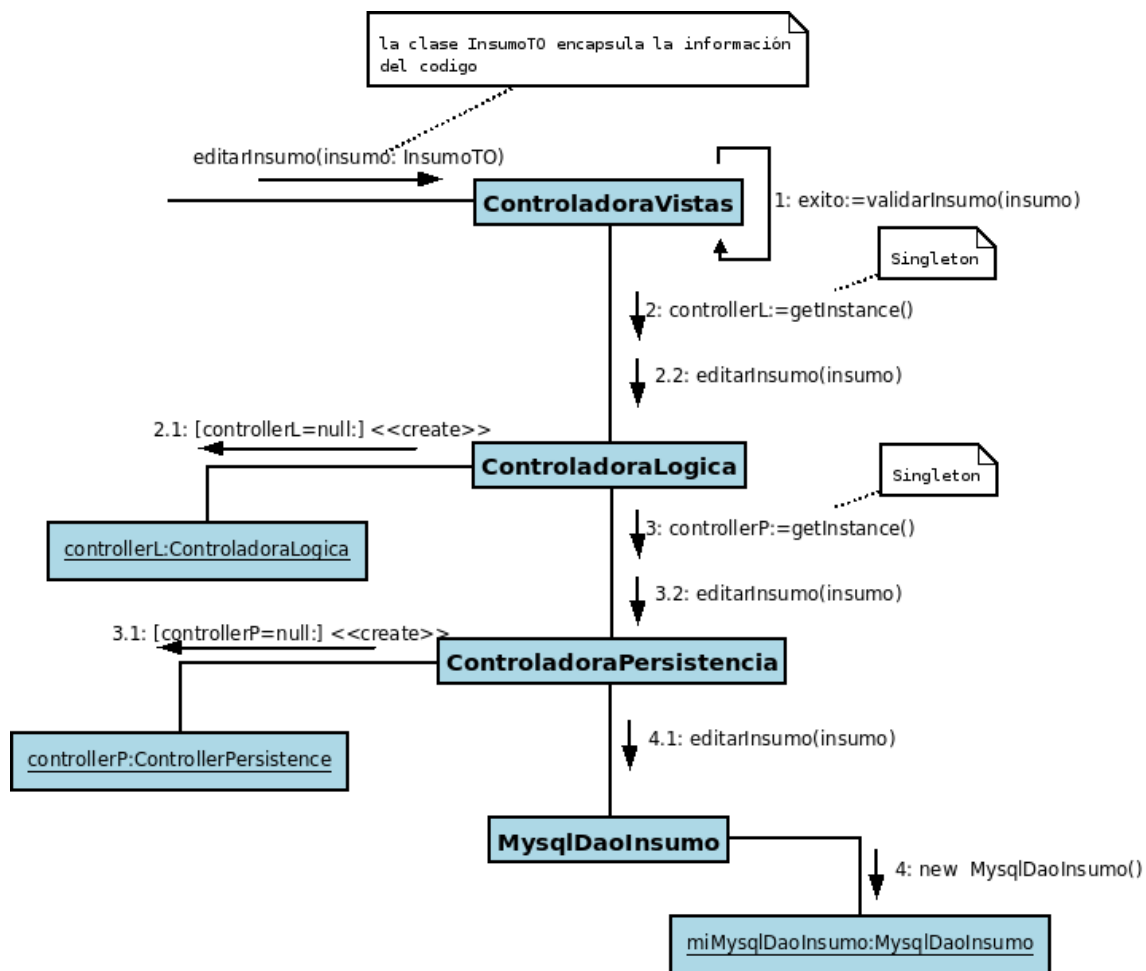 la clase InsumoTO encapsula la información
del codigo
editarInsumo(insumo: InsumoTO)
ControladoraVistas
1: exito:=validarInsumo(insumo)
Singleton
2: controllerL:=getInstance()
2.2: editarInsumo(insumo)
2.1: [controllerL=null:] <<create>>
ControladoraLogica
Singleton
controllerL:ControladoraLogica
3: controllerP:=getInstance()
3.2: editarInsumo(insumo)
3.1: [controllerP=null:] <<create>>
ControladoraPersistencia
controllerP:ControllerPersistence
4.1: editarInsumo(insumo)
MysqlDaoInsumo
4: new  MysqlDaoInsumo()
miMysqlDaoInsumo:MysqlDaoInsumo